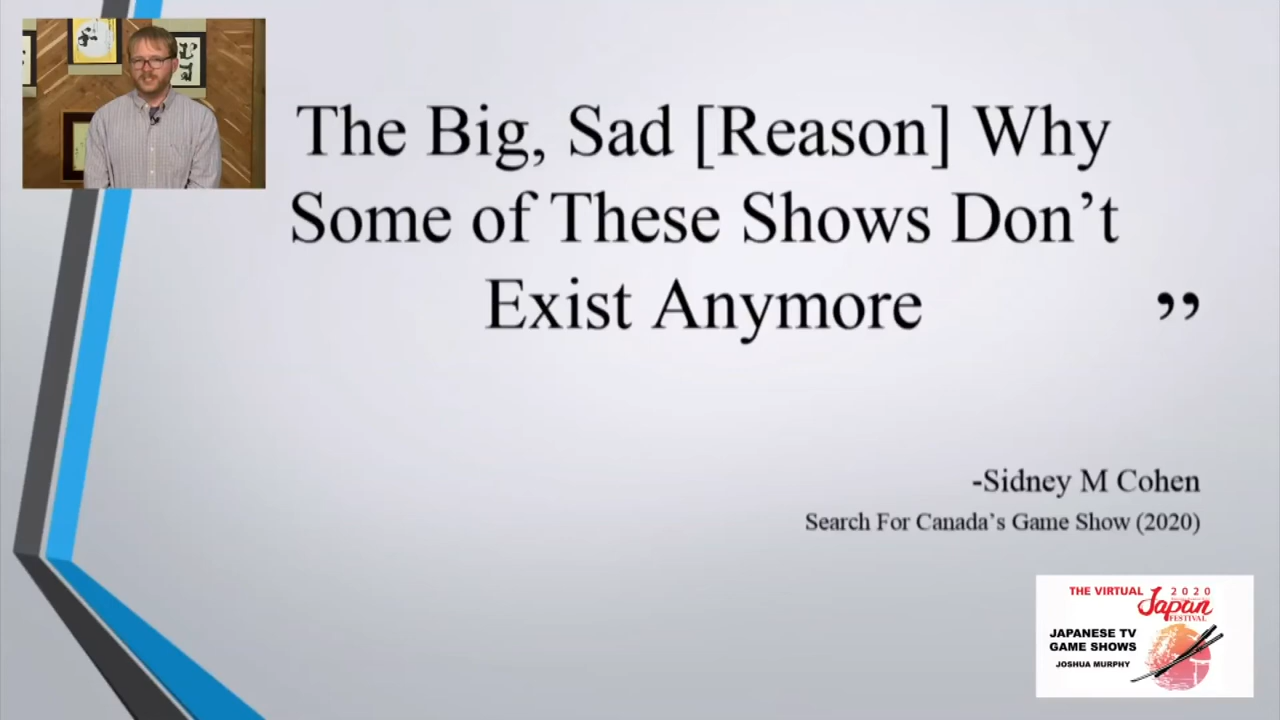 The Big, Sad [Reason] Why
Some of These Shows Don’t
Exist Anymore
”
-Sidney M Cohen
Search For Canada’s Game Show (2020)
THE VIRTUAL 2020
Japan
FESTIVAL
JAPANESE TV
GAME SHOWS
JOSHUA MURPHY